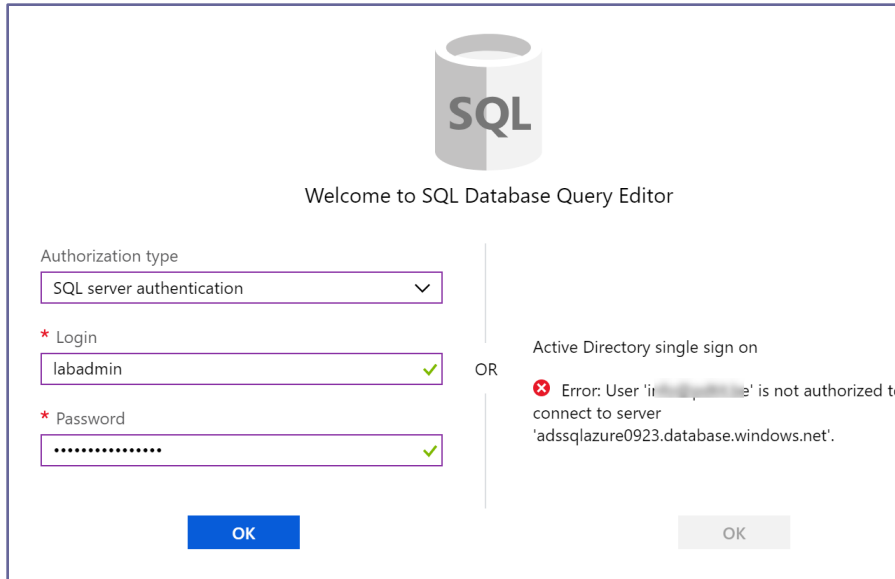 SQL
Welcome to SQL Database Query Editor
Authorization type
SQL server authentication
* Login
labadmin
* Password
••••••••••••••••
OK
OR
Active Directory single sign on
Error: User 'i e' is not authorized t
connect to server
'adssqlazure0923.database.windows.net'.
OK